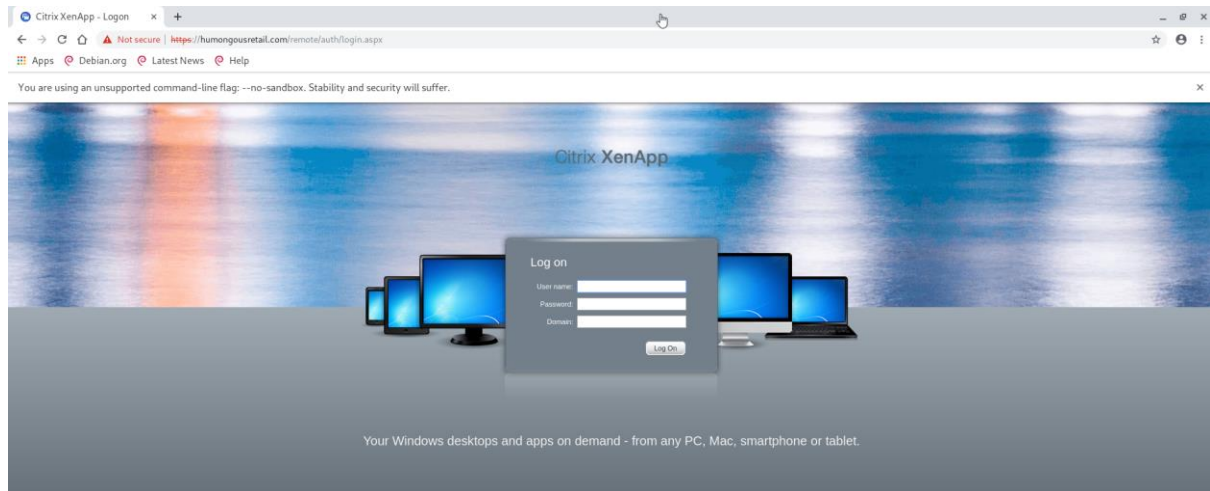 Citrix XenApp - Logon
Not secure | https://humongousretail.com/remote/auth/login.aspx
Apps Debian.org Latest News Help
You are using an unsupported command-line flag: --no-sandbox. Stability and security will suffer.
Citrix XenApp
Log on
User name:
Password:
Domain:
Log On
Your Windows desktops and apps on demand - from any PC, Mac, smartphone or tablet.